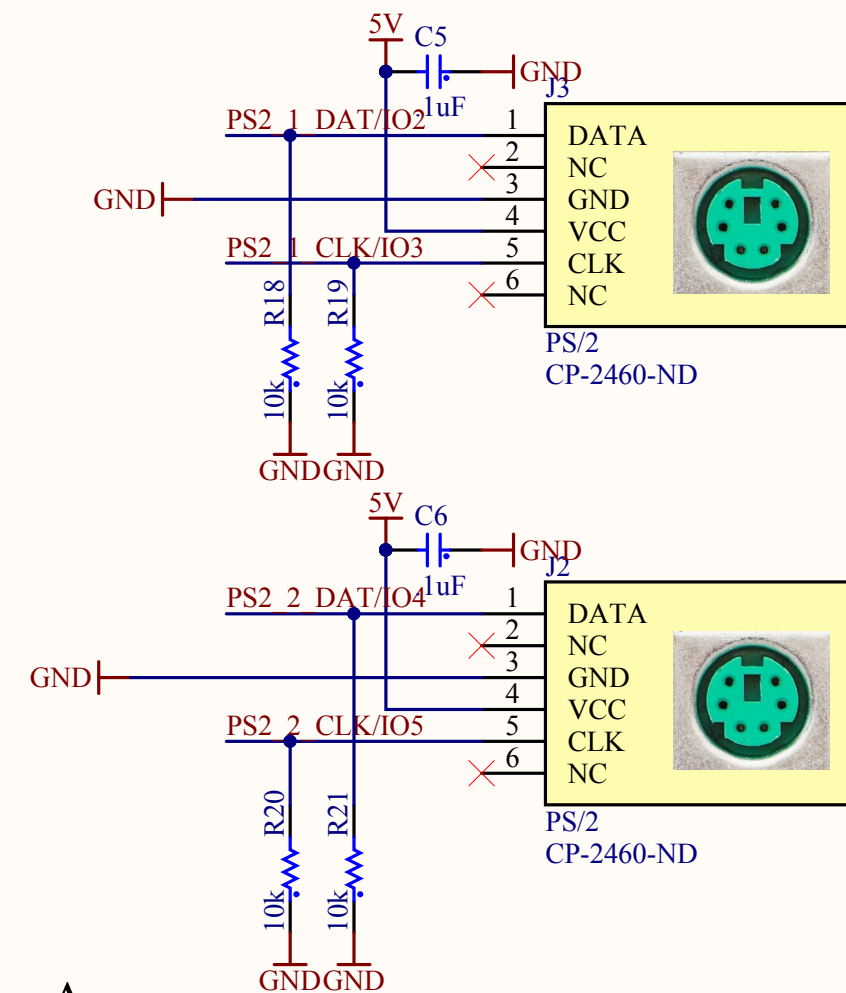 5V
C5
GND
J3
.1uF
PS2_1_DAT/IO2
1
DATA
2
NC
GND
3
GND
4
VCC
PS2_1_CLK/IO3
5
CLK
6
NC
R18
R19
10k
10k
GND
GND
PS/2
CP-2460-ND
5V
C6
GND
J2
.1uF
PS2_2_DAT/IO4
1
DATA
2
NC
GND
3
GND
4
VCC
PS2_2_CLK/IO5
5
CLK
6
NC
R20
R21
10k
10k
GND
GND
PS/2
CP-2460-ND